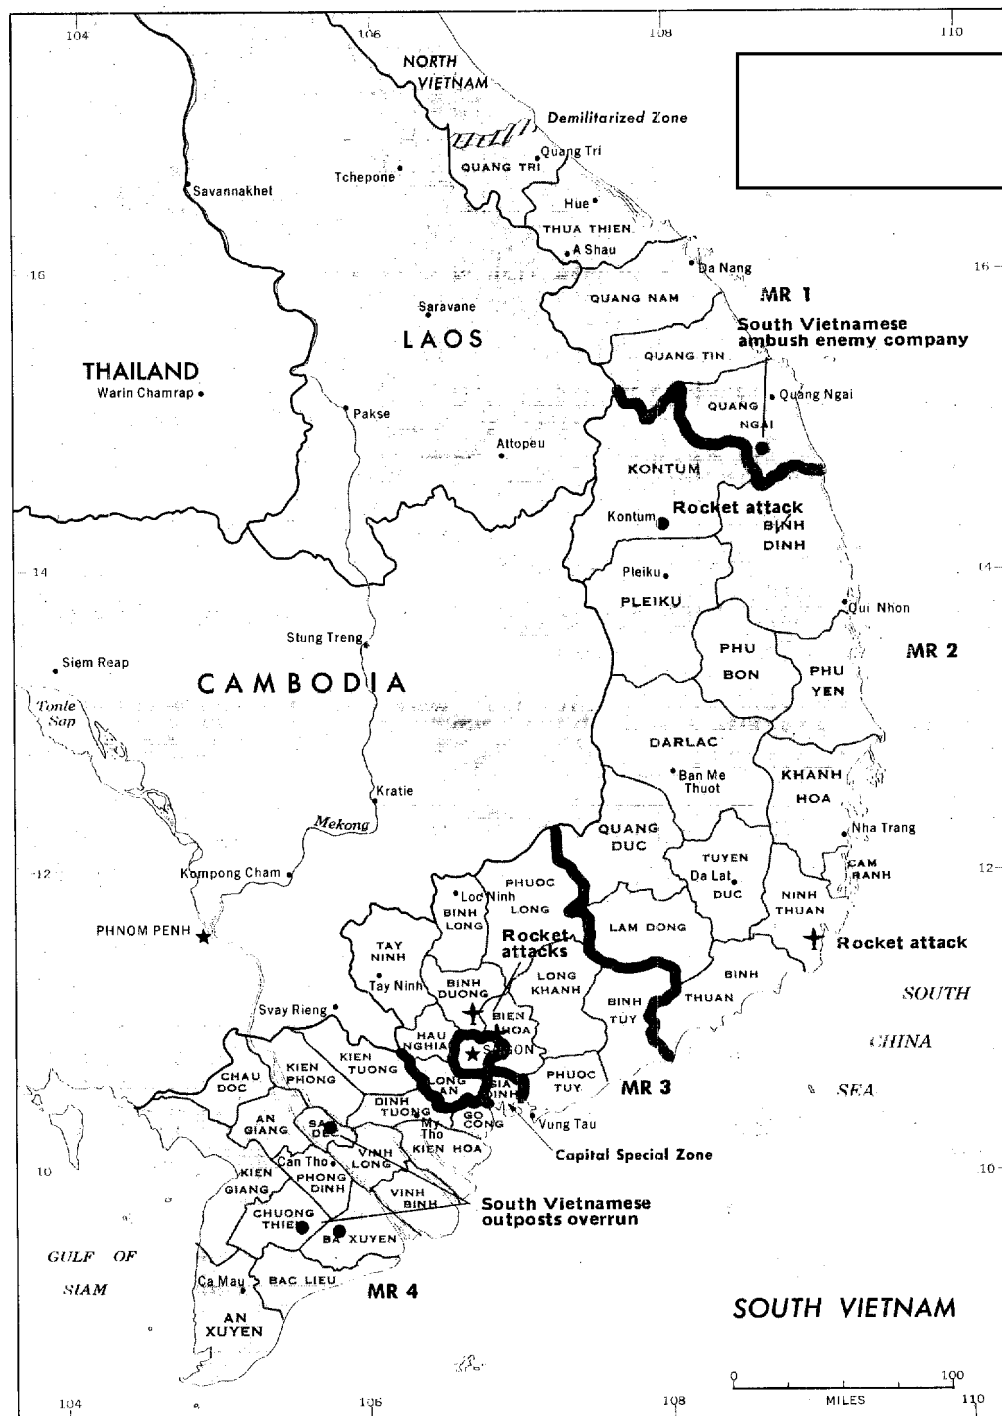 104
106
108
110
NORTH
VIETNAM
Demilitarized Zone
Quang Tri
QUANG TRI
Tchepone
Savannakhet
Hue
THUA THIEN
A Shau
16
Da Nang
16
QUANG NAM
MR 1
Saravane
LAOS
South Vietnamese
ambush enemy company
QUANG TIN
THAILAND
Warin Chamrap
Pakse
QUANG
NGAI
Quang Ngai
Attopeu
KONTUM
Kontum
Rocket attack
BINH
DINH
14
14
Pleiku
PLEIKU
Qui Nhon
Stung Treng
Siem Reap
PHU
BON
MR 2
PHU
YEN
CAMBODIA
Tonle
Sap
DARLAC
Ban Me
Thuot
KHANH
HOA
Kratie
Mekong
QUANG
DUC
Nha Trang
TUYEN
DUC
Da Lat
CAM
RANH
12
12
Kompong Cham
PHUOC
LONG
Loc Ninh
BINH
LONG
NINH
THUAN
PHNOM PENH
LAM DONG
Rocket
attacks
Rocket attack
TAY
NINH
Tay Ninh
BINH
DUONG
LONG
KHANH
BINH
THUAN
BINH
TUY
SOUTH
CHINA
SEA
Svay Rieng
BIEN
HOA
HAU
NGHIA
SAIGON
KIEN
TUONG
KIEN
PHONG
CHAU
DOC
LONG
AN
GIA
DINH
PHUOC
TUY
MR 3
DINH
TUONG
GO
CONG
Vung Tau
AN
GIANG
SA
DEC
My
Tho
KIEN HOA
VINH
LONG
Capital Special Zone
10
10
Can Tho
PHONG
DINH
KIEN
GIANG
VINH
BINH
South Vietnamese
outposts overrun
CHUONG
THIEN
BA XUYEN
GULF OF
SIAM
Ca Mau
BAC LIEU
MR 4
AN
XUYEN
SOUTH VIETNAM
0
100
MILES
104
106
108
110